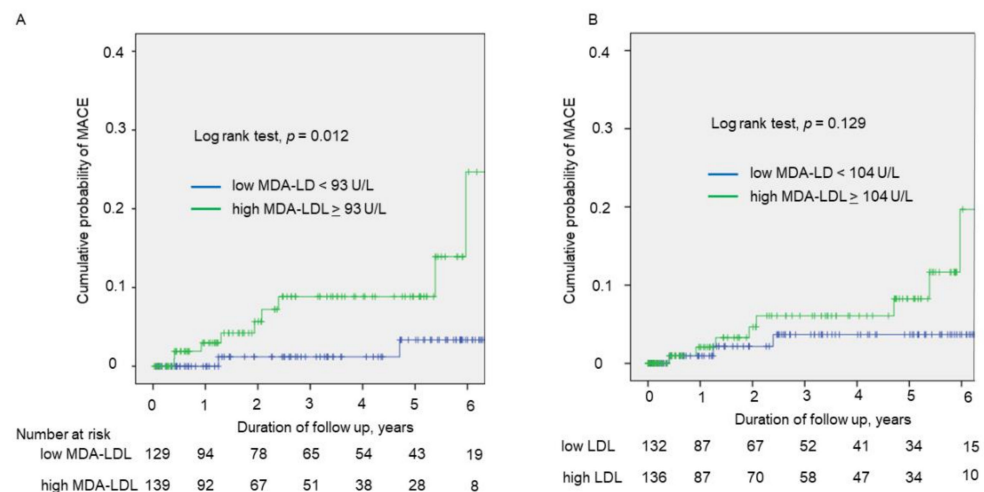 A
Cumulative probability of MACE
0.4
0.3
0.2
0.1
0
Log rank test, p = 0.012
low MDA-LD < 93 U/L
high MDA-LDL ≥ 93 U/L
0 1 2 3 4 5 6
Duration of follow up, years
Number at risk
low MDA-LDL 129 94 78 65 54 43 19
high MDA-LDL 139 92 67 51 38 28 8
B
Cumulative probability of MACE
0.4
0.3
0.2
0.1
0
Log rank test, p = 0.129
low MDA-LD < 104 U/L
high MDA-LDL ≥ 104 U/L
0 1 2 3 4 5 6
Duration of follow up, years
low LDL 132 87 67 52 41 34 15
high LDL 136 87 70 58 47 34 10